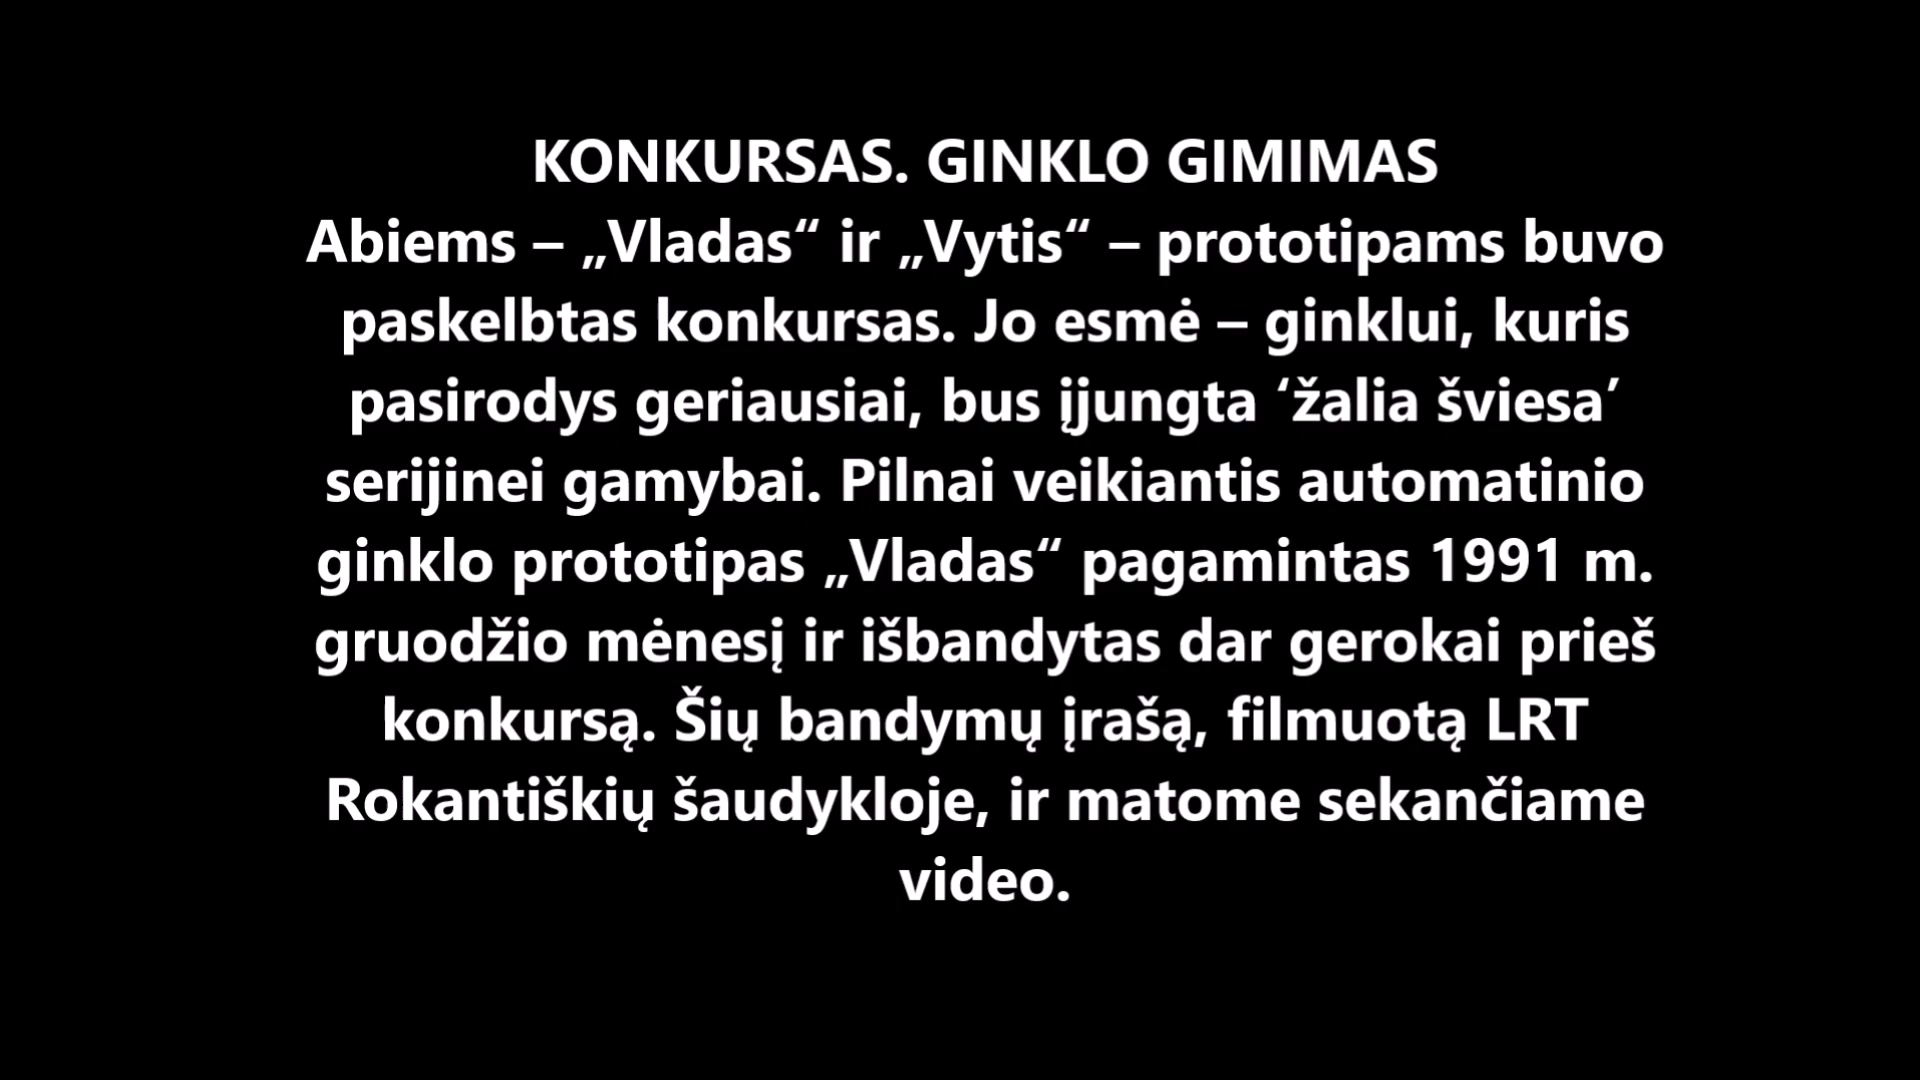 KONKURSAS. GINKLO GIMIMAS
Abiems – „Vladas“ ir „Vytis“ – prototipams buvo
paskelbtas konkursas. Jo esmė – ginklui, kuris
pasirodys geriausiai, bus įjungta ‘žalia šviesa’
serijinei gamybai. Pilnai veikiantis automatinio
ginklo prototipas „Vladas“ pagamintas 1991 m.
gruodžio mėnesį ir išbandytas dar gerokai prieš
konkursą. Šių bandymų įrašą, filmuotą LRT
Rokantiškių šaudykloje, ir matome sekančiame
video.